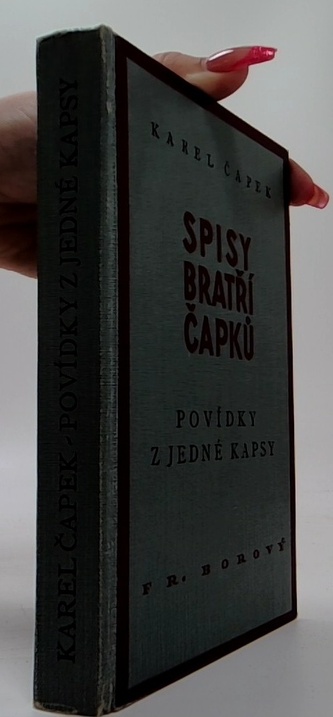 KAREL ČAPEK - POVÍDKY Z JEDNÉ KAPSY
KAREL ČAPEK
SPISY
BRATŘÍ
ČAPKŮ
POVÍDKY
Z JEDNÉ KAPSY
FR. BOROVÝ